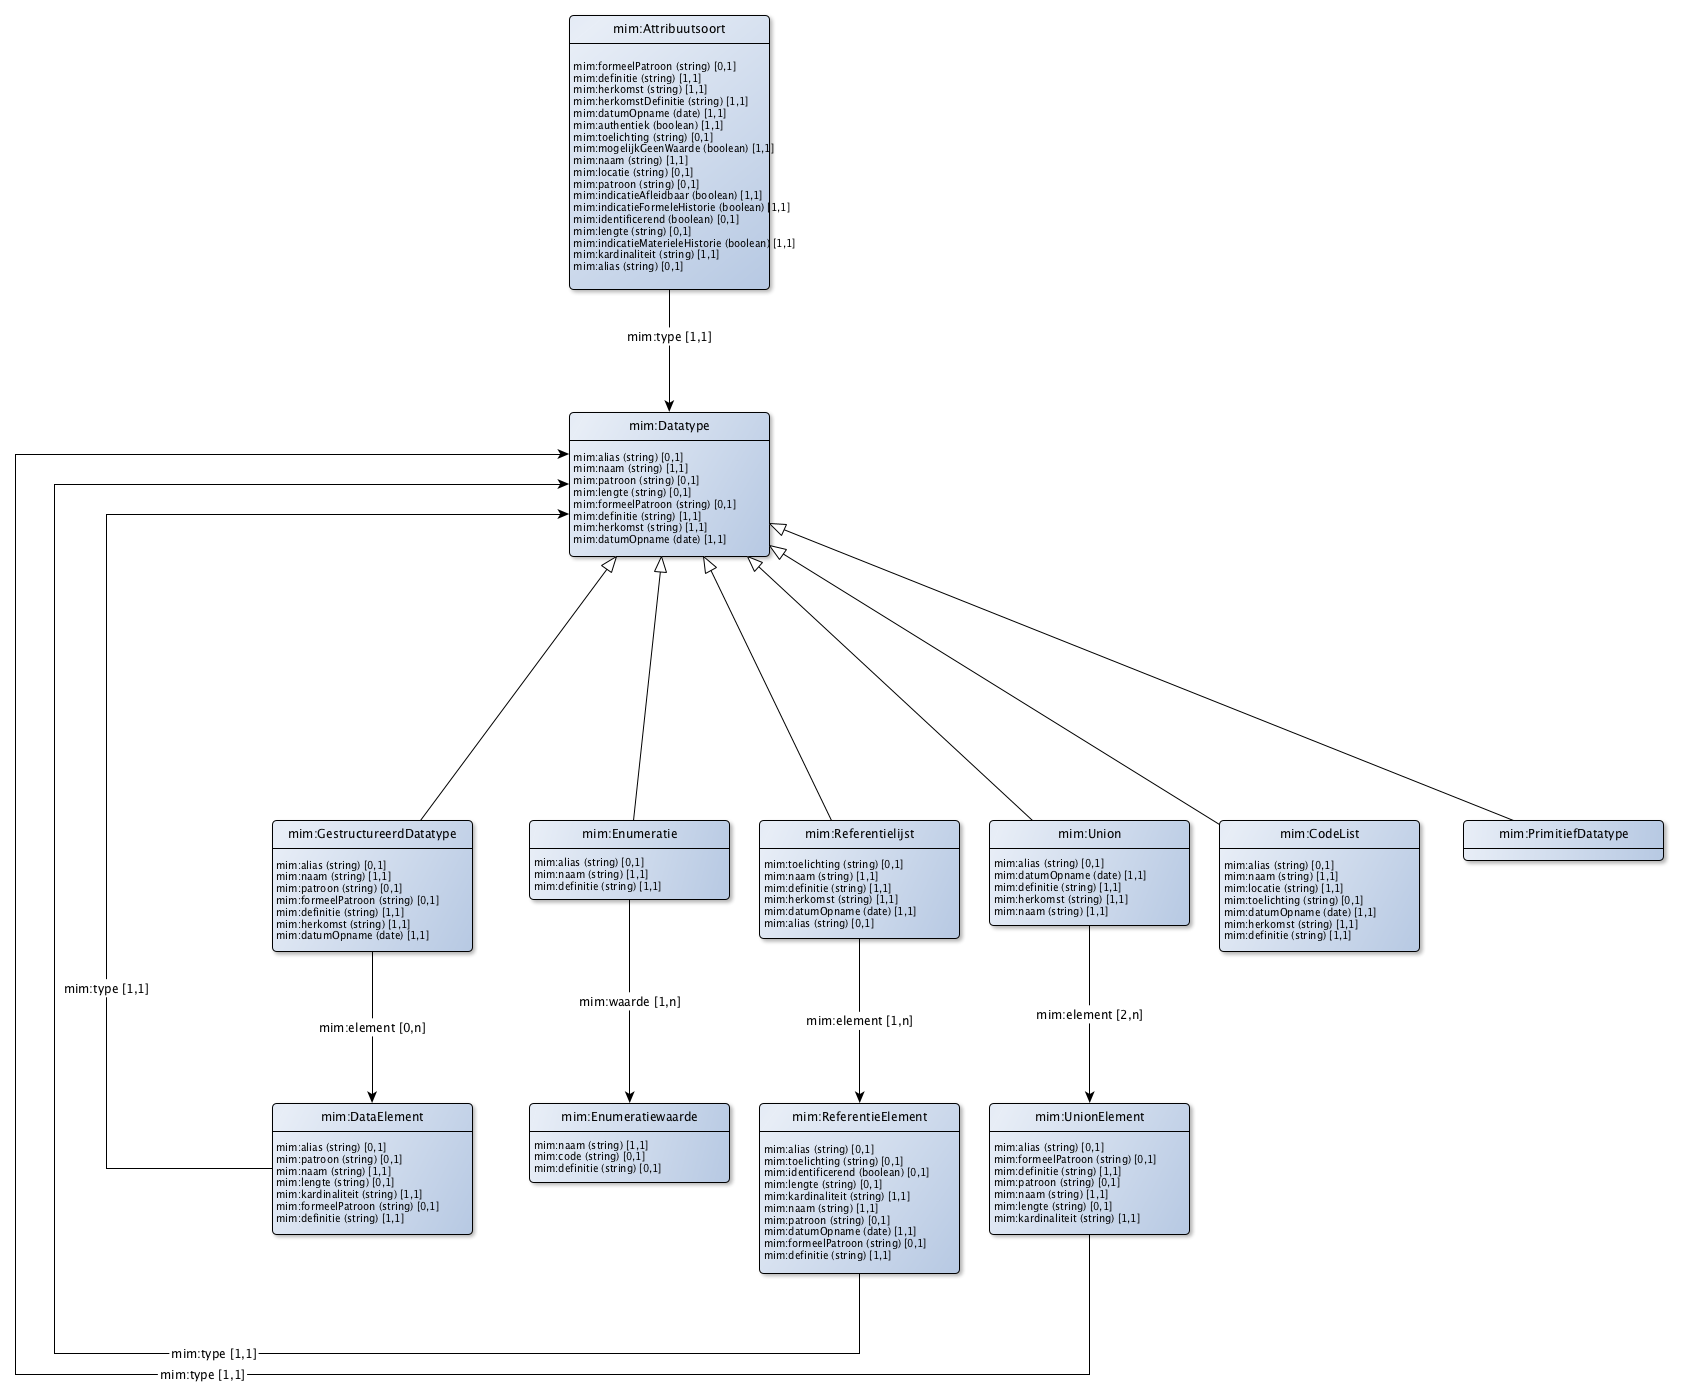 mim:Attribuutsoort
mim:formeelPatroon (string) [0,1]
mim:definitie (string) [1,1]
mim:herkomst (string) [1,1]
mim:herkomstDefinitie (string) [1,1]
mim:datumOpname (date) [1,1]
mim:authentiek (boolean) [1,1]
mim:toelichting (string) [0,1]
mim:mogelijkGeenWaarde (boolean) [1,1]
mim:naam (string) [1,1]
mim:locatie (string) [0,1]
mim:patroon (string) [0,1]
mim:indicatieAfleidbaar (boolean) [1,1]
mim:indicatieFormeleHistorie (boolean) [1,1]
mim:identificerend (boolean) [0,1]
mim:lengte (string) [0,1]
mim:indicatieMaterieleHistorie (boolean) [1,1]
mim:kardinaliteit (string) [1,1]
mim:alias (string) [0,1]
mim:type [1,1]
mim:Datatype
mim:alias (string) [0,1]
mim:naam (string) [1,1]
mim:patroon (string) [0,1]
mim:lengte (string) [0,1]
mim:formeelPatroon (string) [0,1]
mim:definitie (string) [1,1]
mim:herkomst (string) [1,1]
mim:datumOpname (date) [1,1]
mim:GestructureerdDatatype
mim:alias (string) [0,1]
mim:naam (string) [1,1]
mim:patroon (string) [0,1]
mim:formeelPatroon (string) [0,1]
mim:definitie (string) [1,1]
mim:herkomst (string) [1,1]
mim:datumOpname (date) [1,1]
mim:Enumeratie
mim:alias (string) [0,1]
mim:naam (string) [1,1]
mim:definitie (string) [1,1]
mim:Referentielijst
mim:toelichting (string) [0,1]
mim:naam (string) [1,1]
mim:definitie (string) [1,1]
mim:herkomst (string) [1,1]
mim:datumOpname (date) [1,1]
mim:alias (string) [0,1]
mim:Union
mim:alias (string) [0,1]
mim:datumOpname (date) [1,1]
mim:definitie (string) [1,1]
mim:herkomst (string) [1,1]
mim:naam (string) [1,1]
mim:CodeList
mim:alias (string) [0,1]
mim:naam (string) [1,1]
mim:locatie (string) [1,1]
mim:toelichting (string) [0,1]
mim:datumOpname (date) [1,1]
mim:herkomst (string) [1,1]
mim:definitie (string) [1,1]
mim:PrimitiefDatatype
mim:type [1,1]
mim:element [0,n]
mim:waarde [1,n]
mim:element [1,n]
mim:element [2,n]
mim:DataElement
mim:alias (string) [0,1]
mim:patroon (string) [0,1]
mim:naam (string) [1,1]
mim:lengte (string) [0,1]
mim:kardinaliteit (string) [1,1]
mim:formeelPatroon (string) [0,1]
mim:definitie (string) [1,1]
mim:Enumeratiewaarde
mim:naam (string) [1,1]
mim:code (string) [0,1]
mim:definitie (string) [0,1]
mim:ReferentieElement
mim:alias (string) [0,1]
mim:toelichting (string) [0,1]
mim:identificerend (boolean) [0,1]
mim:lengte (string) [0,1]
mim:kardinaliteit (string) [1,1]
mim:naam (string) [1,1]
mim:patroon (string) [0,1]
mim:datumOpname (date) [1,1]
mim:formeelPatroon (string) [0,1]
mim:definitie (string) [1,1]
mim:UnionElement
mim:alias (string) [0,1]
mim:formeelPatroon (string) [0,1]
mim:definitie (string) [1,1]
mim:patroon (string) [0,1]
mim:naam (string) [1,1]
mim:lengte (string) [0,1]
mim:kardinaliteit (string) [1,1]
mim:type [1,1]
mim:type [1,1]